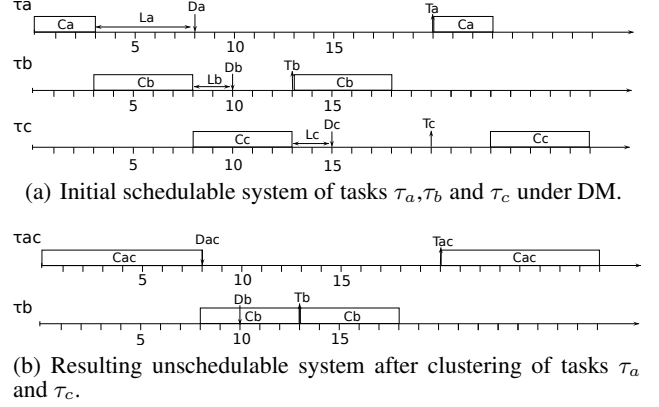 τa Ca La Da Ta Ca
5 10 15
τb Cb Lb Db Tb Cb
5 10 15
τc Cc Lc Dc Tc Cc
5 10 15
(a) Initial schedulable system of tasks τa,τb and τc under DM.
τac Cac Dac Tac Cac
5 10 15
τb Db Cb Tb Cb
5 10 15
(b) Resulting unschedulable system after clustering of tasks τa
and τc.